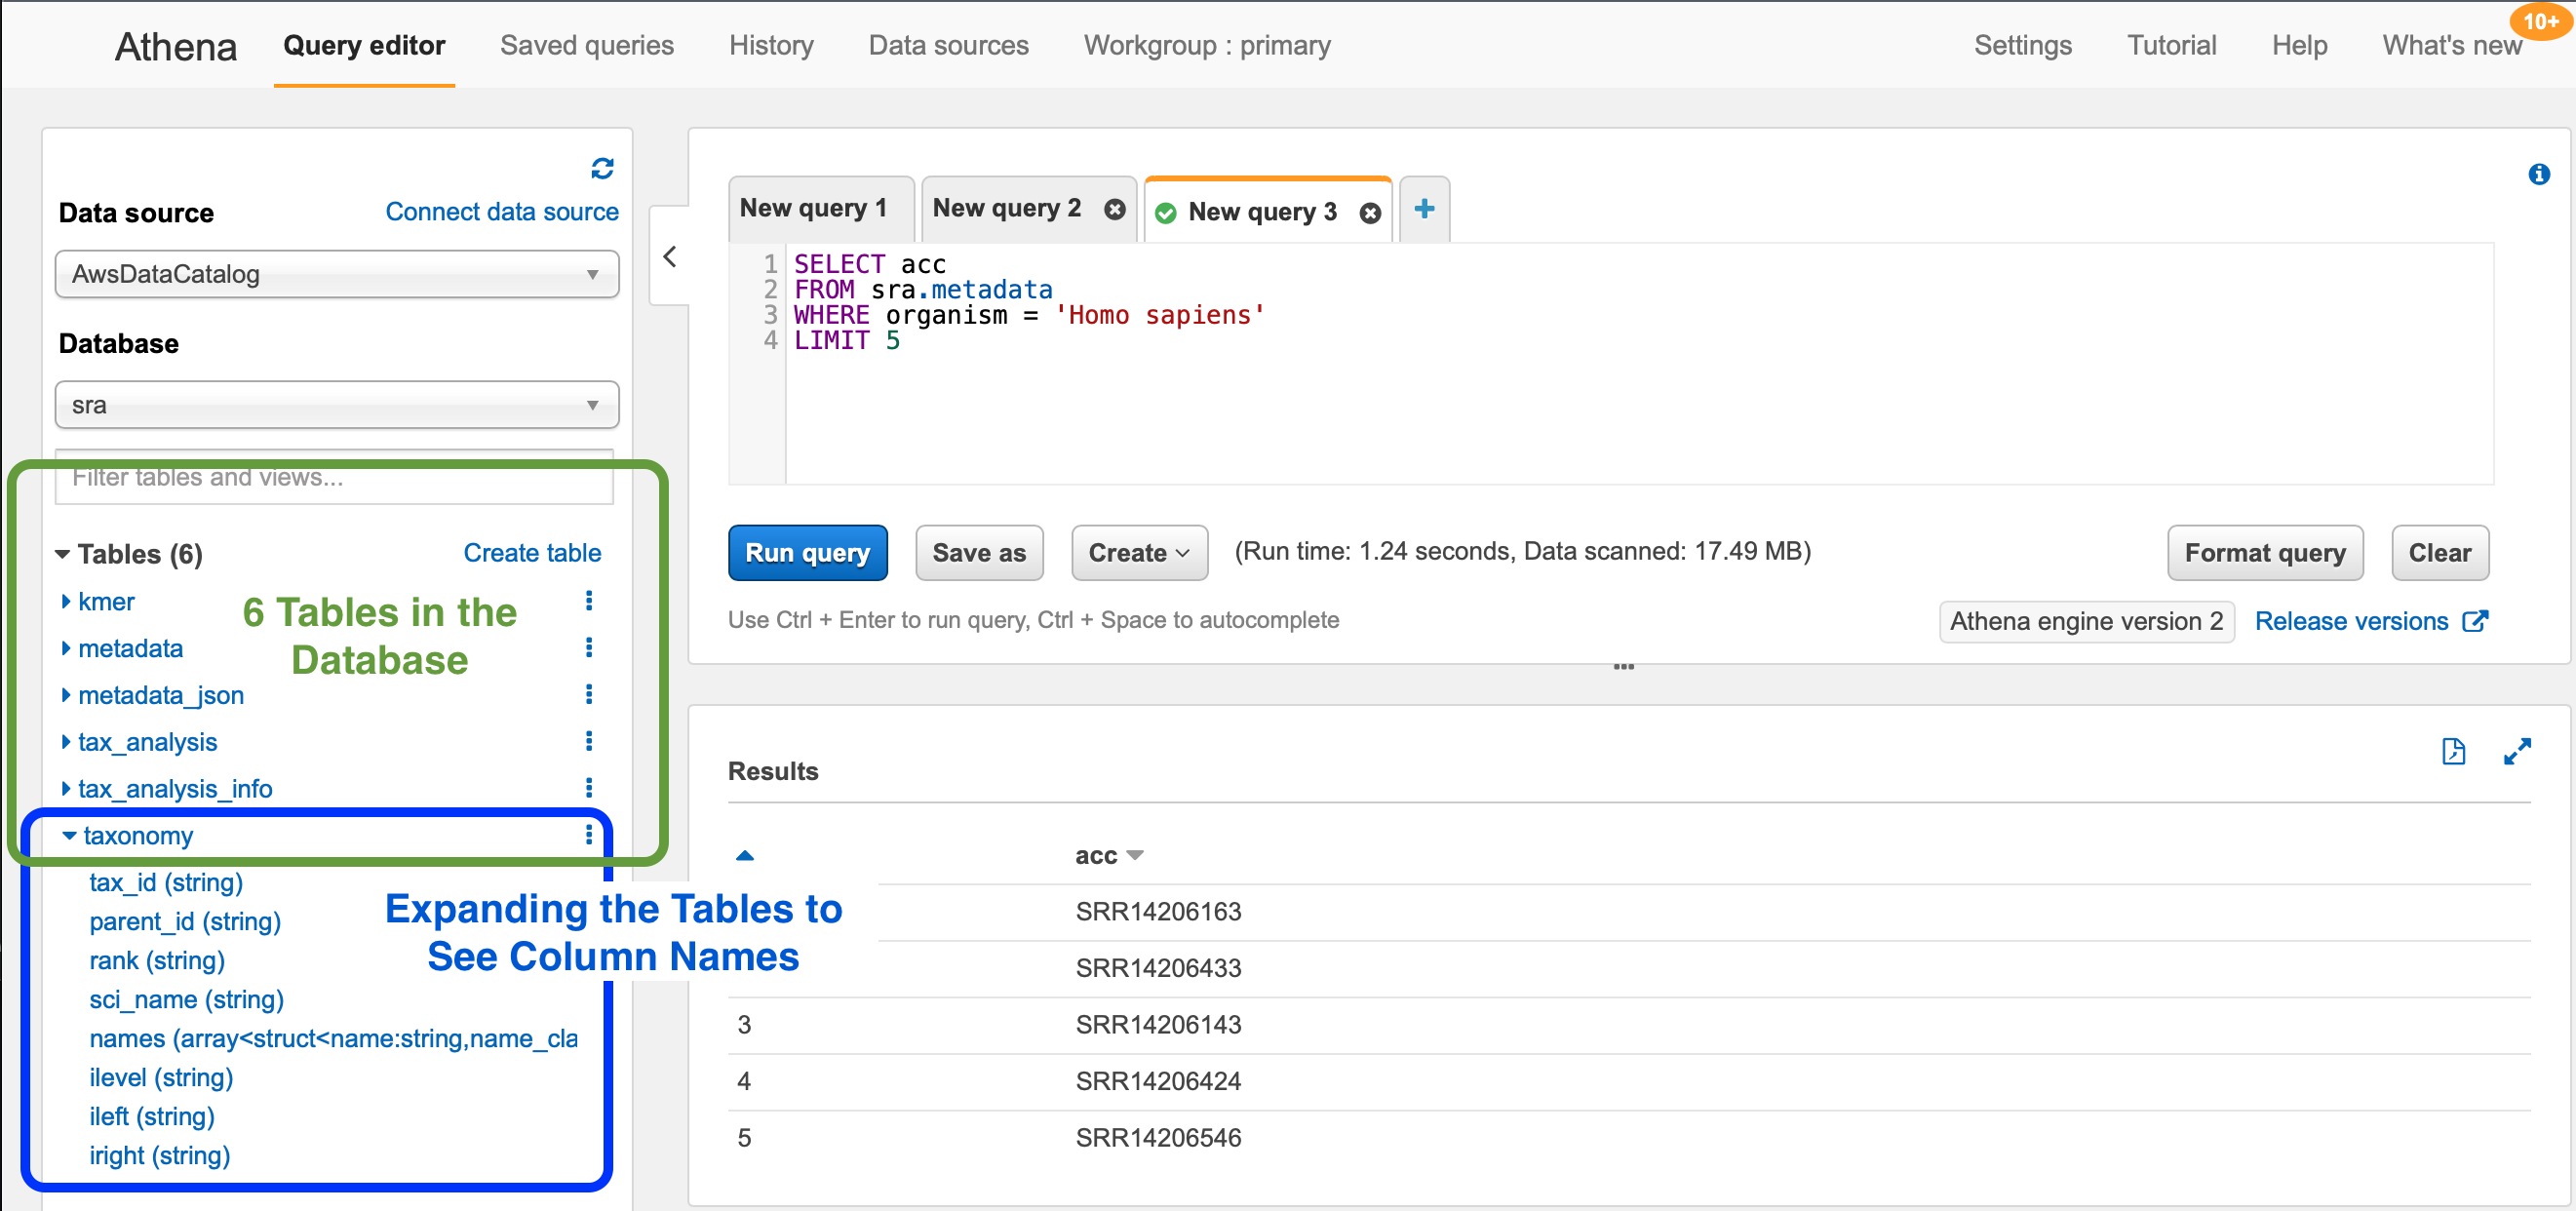 Athena Query editor Saved queries History Data sources Workgroup : primary Settings Tutorial Help What's new 10+
Data source Connect data source
AwsDataCatalog
Database
sra
Filter tables and views...
Tables (6) Create table
kmer
metadata
metadata_json
tax_analysis
tax_analysis_info
taxonomy
tax_id (string)
parent_id (string)
rank (string)
sci_name (string)
names (array<struct<name:string,name_cla
ilevel (string)
ileft (string)
iright (string)
6 Tables in the
Database
Expanding the Tables to
See Column Names
New query 1 New query 2 New query 3
1 SELECT acc
2 FROM sra.metadata
3 WHERE organism = 'Homo sapiens'
4 LIMIT 5
Run query Save as Create (Run time: 1.24 seconds, Data scanned: 17.49 MB) Format query Clear
Use Ctrl + Enter to run query, Ctrl + Space to autocomplete Athena engine version 2 Release versions
Results
acc
SRR14206163
SRR14206433
3 SRR14206143
4 SRR14206424
5 SRR14206546